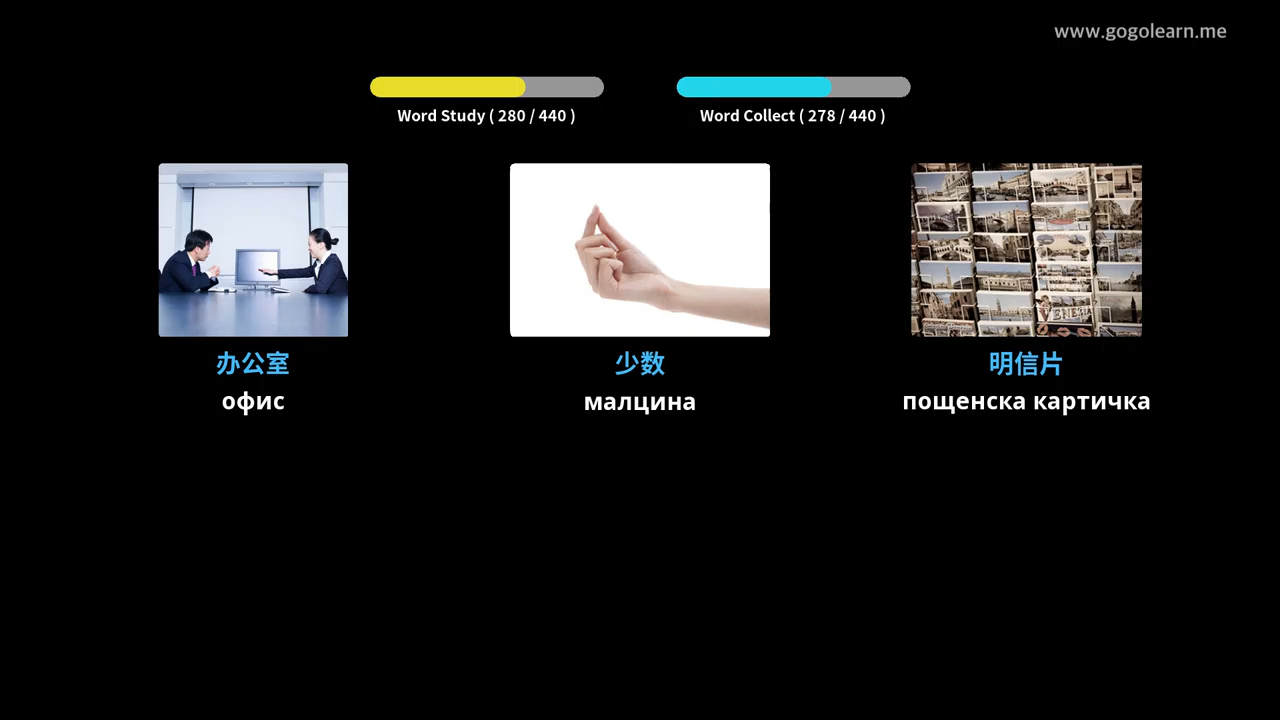 www.gogolearn.me
Word Study ( 280 / 440 )
Word Collect ( 278 / 440 )
VENEZIA
办公室
少数
明信片
офис
малцина
пощенска картичка